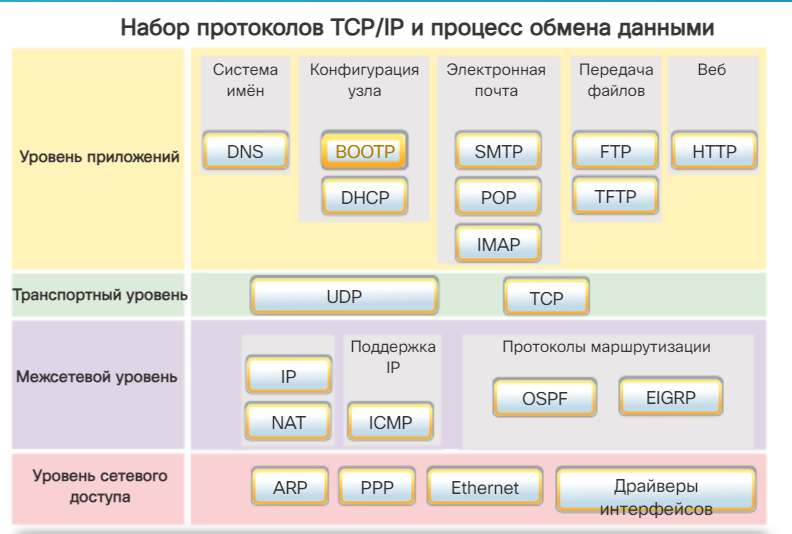 Набор протоколов TCP/IP и процесс обмена данными
Уровень приложений
Система
имён
DNS
Конфигурация
узла
BOOTP
DHCP
Электронная
почта
SMTP
POP
IMAP
Передача
файлов
FTP
TFTP
Веб
HTTP
Транспортный уровень
UDP
TCP
Межсетевой уровень
IP
NAT
Поддержка
IP
ICMP
Протоколы маршрутизации
OSPF
EIGRP
Уровень сетевого
доступа
ARP
PPP
Ethernet
Драйверы
интерфейсов